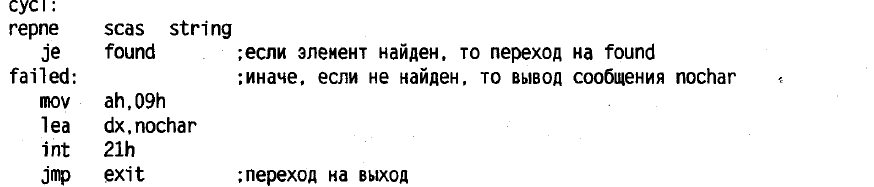 cycl:
repne scas string
je found ;если элемент найден, то переход на found
failed: ;иначе, если не найден, то вывод сообщения nochar
mov ah,09h
lea dx,nochar
int 21h
jmp exit ;переход на выход